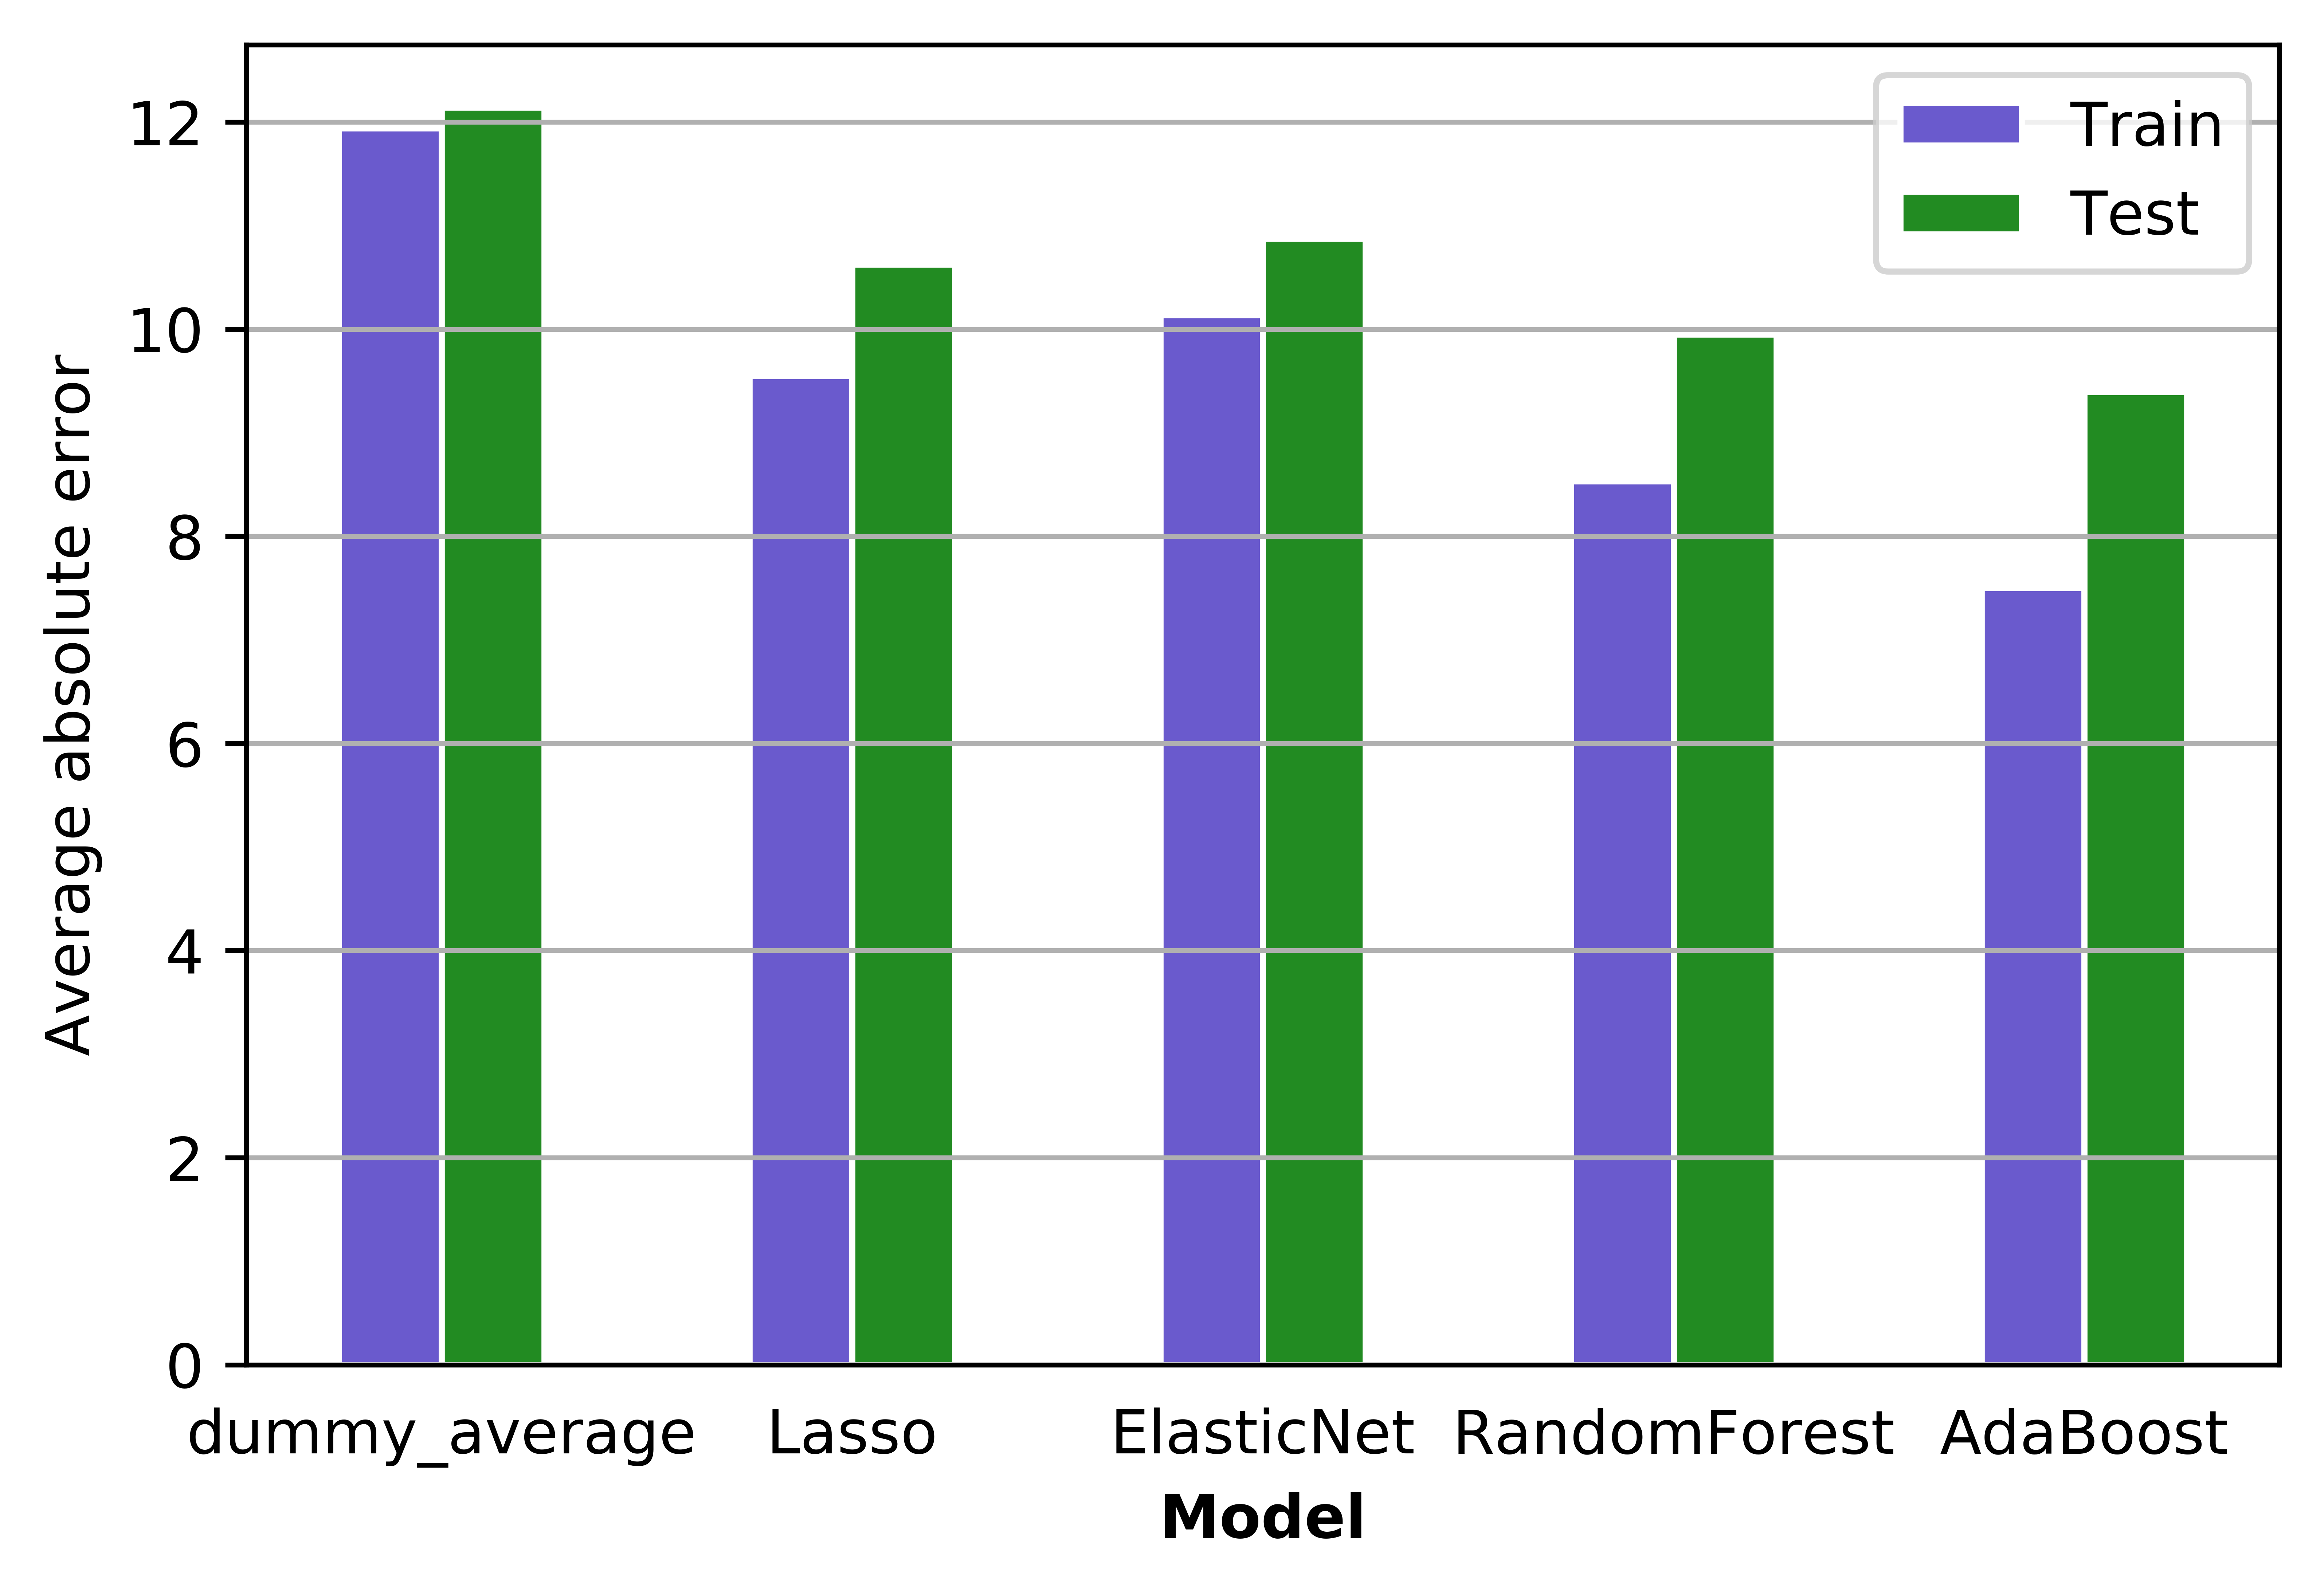 Train
Test
12
10
8
6
4
2
0
Average absolute error
dummy_average Lasso ElasticNet RandomForest AdaBoost
Model